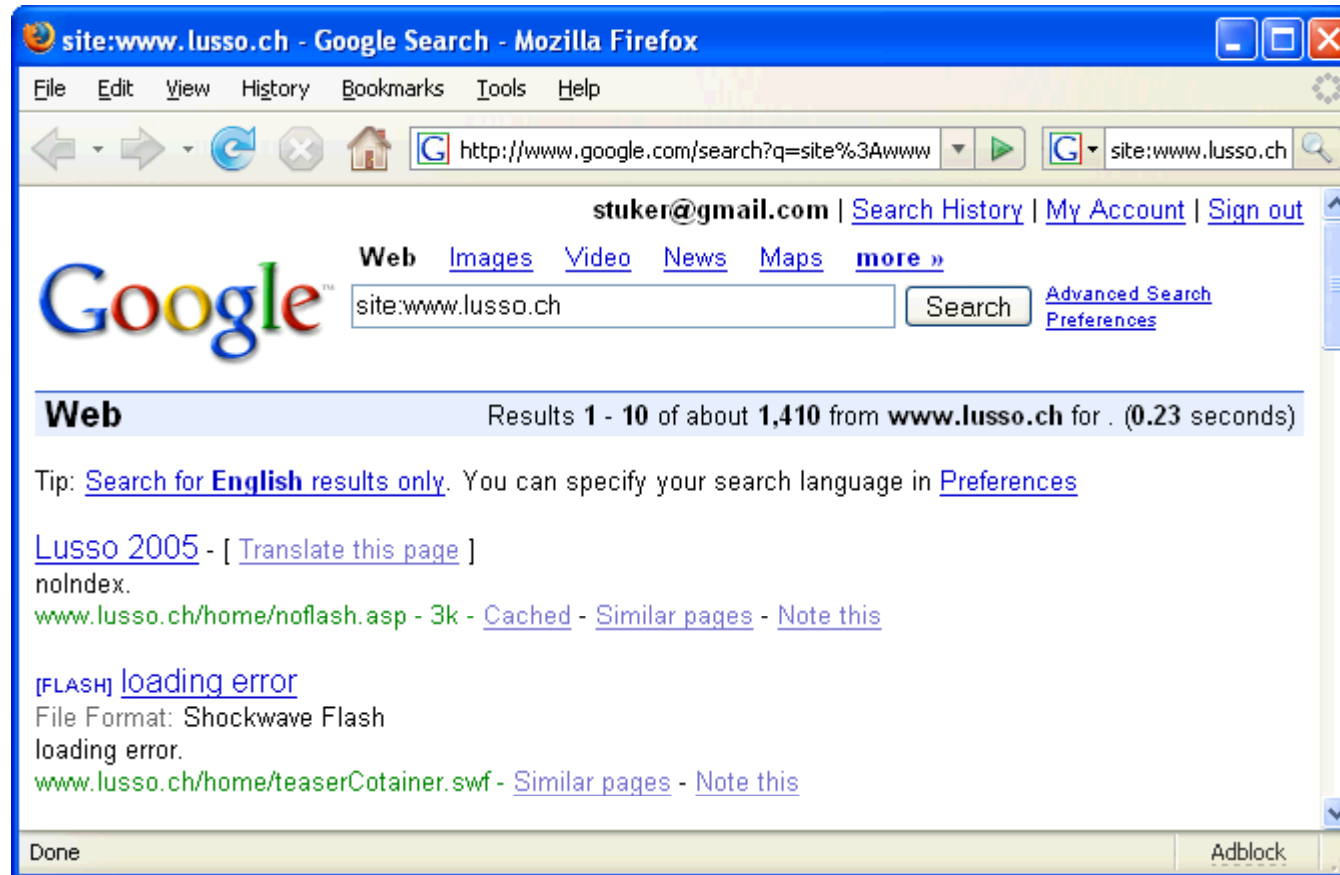 site:www.lusso.ch - Google Search - Mozilla Firefox
File Edit View History Bookmarks Tools Help
G http://www.google.com/search?q=site%3Awww G site:www.lusso.ch
stuker@gmail.com | Search History | My Account | Sign out
Web Images Video News Maps more »
Google™
site:www.lusso.ch Search Advanced Search
Preferences
Web Results 1 - 10 of about 1,410 from www.lusso.ch for . (0.23 seconds)
Tip: Search for English results only. You can specify your search language in Preferences
Lusso 2005 - [ Translate this page ]
noIndex.
www.lusso.ch/home/noflash.asp - 3k - Cached - Similar pages - Note this
[FLASH] loading error
File Format: Shockwave Flash
loading error.
www.lusso.ch/home/teaserCotainer.swf - Similar pages - Note this
Done Adblock